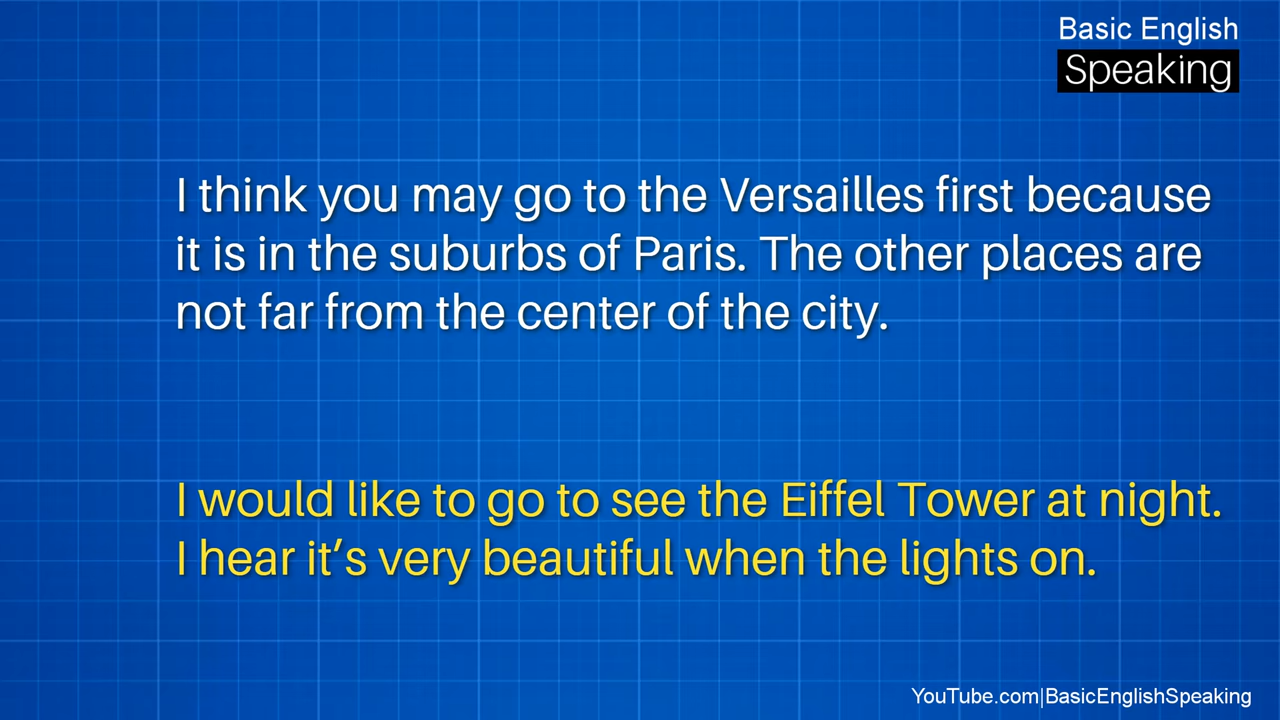 Basic English
Speaking
I think you may go to the Versailles first because
it is in the suburbs of Paris. The other places are
not far from the center of the city.
I would like to go to see the Eiffel Tower at night.
I hear it’s very beautiful when the lights on.
YouTube.com|BasicEnglishSpeaking